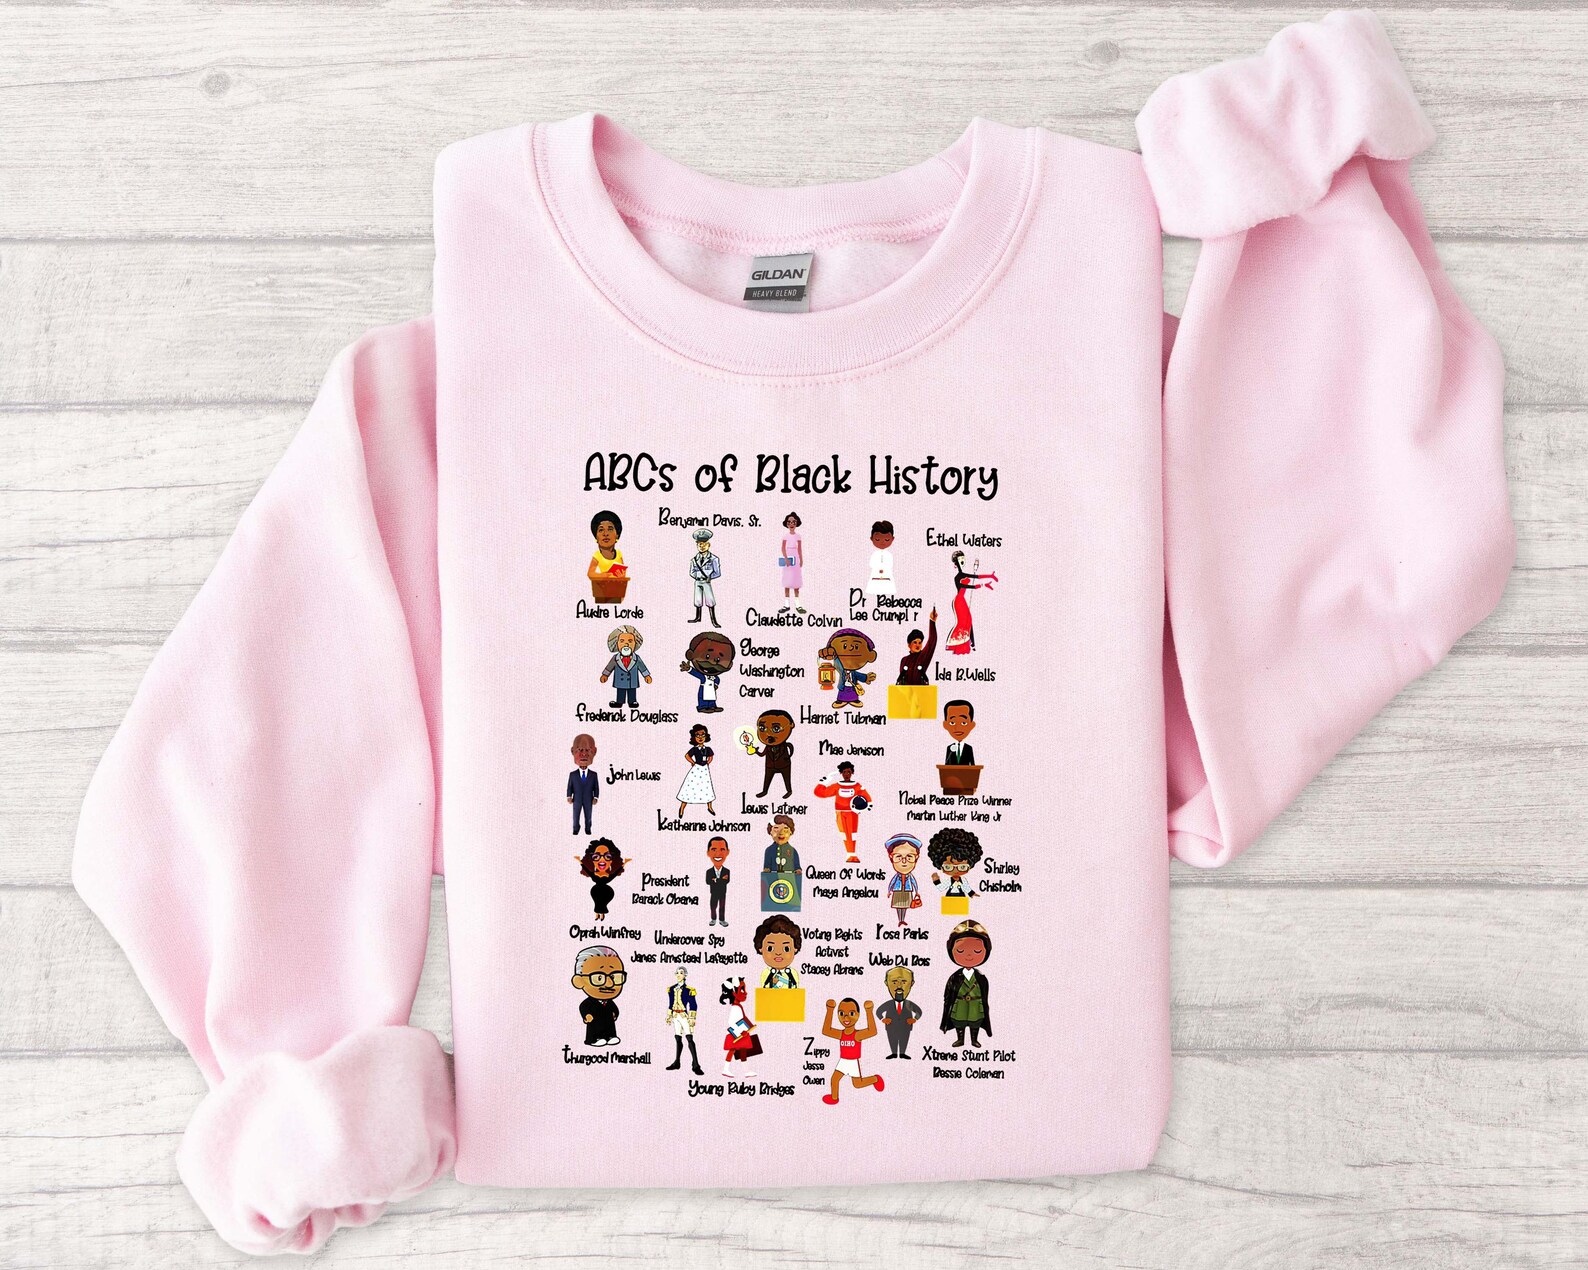 GILDAN
HEAVY BLEND
ABCs of Black History
Benjamin Davis, Sr.
Ethel Waters
Audre Lorde
Claudette Colvin
Dr Rebecca
Lee Crumpl r
george
Washington
Carver
Ida B.Wells
frederick Douglass
Harriet Tubman
Mae Jemison
john Lewis
lewis Latimer
Katherine Johnson
Nobel Peace Prize Winner
Martin Luther King Jr
President
Barack Obama
Queen Of Words
Maya Angelou
Shirley
Chisholm
Oprah Winfrey
Undercover Spy
James Armistead Lafayette
Voting Rights
Activist
Stacey Abrams
rosa Parks
Web Du Bois
thurgood Marshall
Young Ruby Bridges
Zippy
Jesse
Owen
OIHO
Xtreme Stunt Pilot
Bessie Coleman